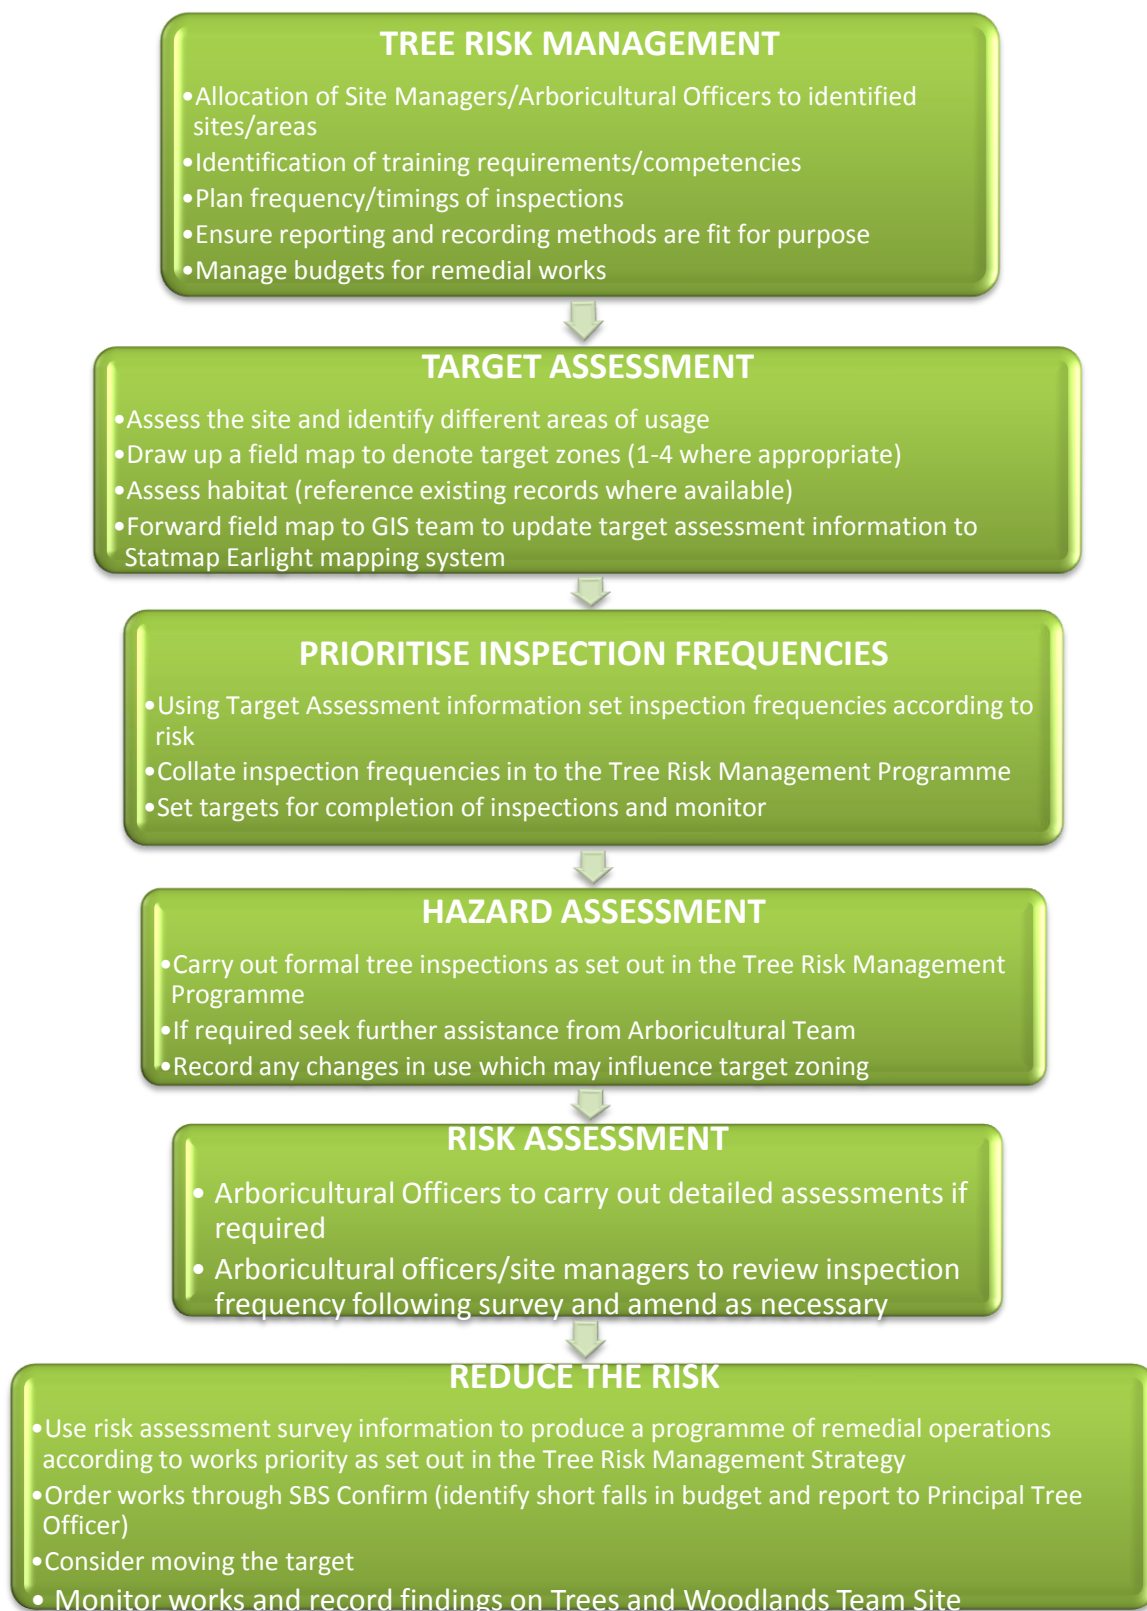 TREE RISK MANAGEMENT
•Allocation of Site Managers/Arboricultural Officers to identified
sites/areas
•Identification of training requirements/competencies
•Plan frequency/timings of inspections
•Ensure reporting and recording methods are fit for purpose
•Manage budgets for remedial works
TARGET ASSESSMENT
•Assess the site and identify different areas of usage
•Draw up a field map to denote target zones (1-4 where appropriate)
•Assess habitat (reference existing records where available)
•Forward field map to GIS team to update target assessment information to
Statmap Earlight mapping system
PRIORITISE INSPECTION FREQUENCIES
•Using Target Assessment information set inspection frequencies according to
risk
•Collate inspection frequencies in to the Tree Risk Management Programme
•Set targets for completion of inspections and monitor
HAZARD ASSESSMENT
•Carry out formal tree inspections as set out in the Tree Risk Management
Programme
•If required seek further assistance from Arboricultural Team
•Record any changes in use which may influence target zoning
RISK ASSESSMENT
• Arboricultural Officers to carry out detailed assessments if
required
• Arboricultural officers/site managers to review inspection
frequency following survey and amend as necessary
REDUCE THE RISK
•Use risk assessment survey information to produce a programme of remedial operations
according to works priority as set out in the Tree Risk Management Strategy
•Order works through SBS Confirm (identify short falls in budget and report to Principal Tree
Officer)
•Consider moving the target
• Monitor works and record findings on Trees and Woodlands Team Site